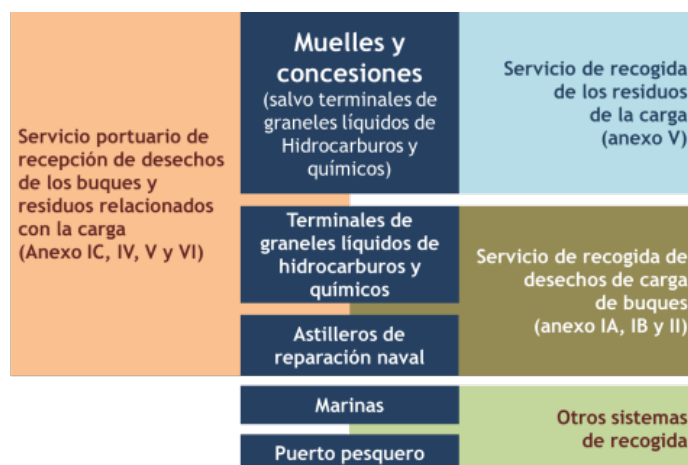 Servicio portuario de
recepción de desechos
de los buques y
residuos relacionados
con la carga
(Anexo IC, IV, V y VI)
Muelles y
concesiones
(salvo terminales de
graneles líquidos de
Hidrocarburos y
químicos)
Servicio de recogida
de los residuos
de la carga
(anexo V)
Terminales de
graneles líquidos de
hidrocarburos y
químicos
Astilleros de
reparación naval
Servicio de recogida de
desechos de carga
de buques
(anexo IA, IB y II)
Marinas
Puerto pesquero
Otros sistemas
de recogida